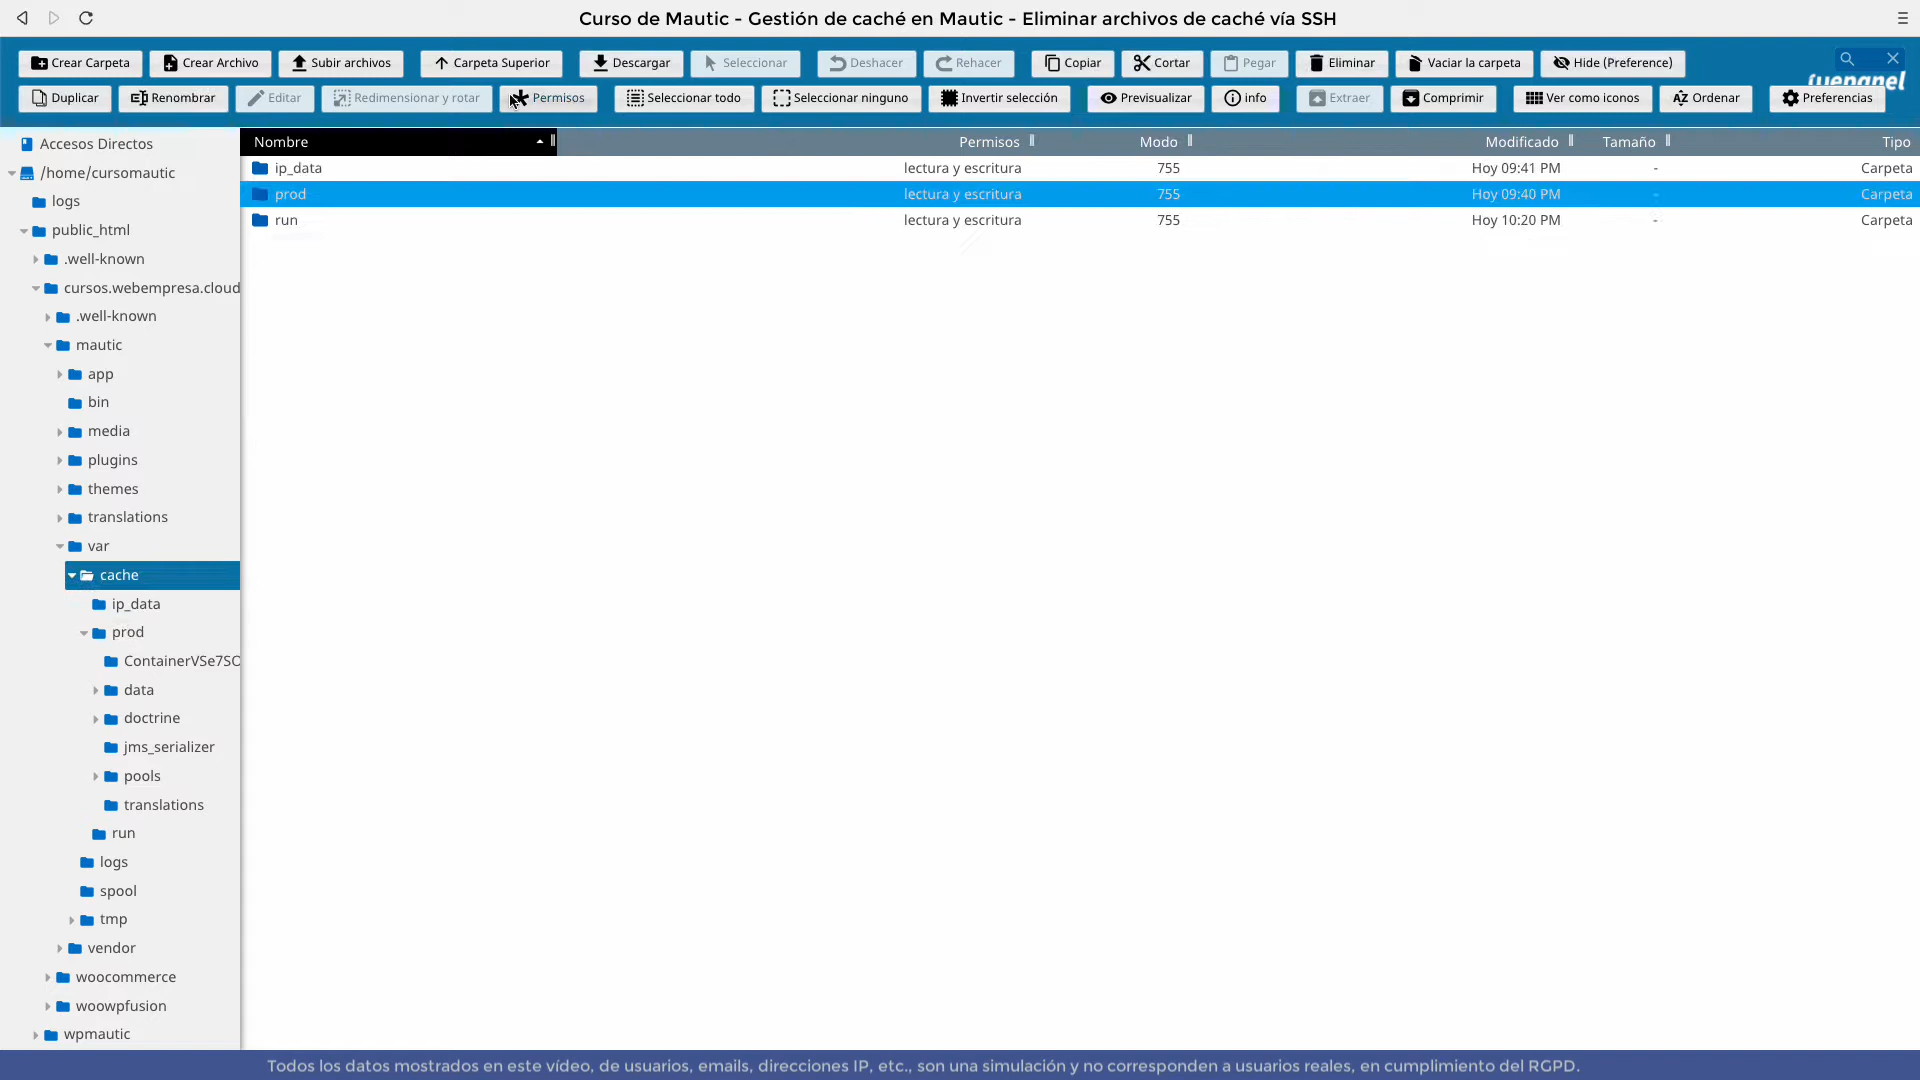 Curso de Mautic - Gestión de caché en Mautic - Eliminar archivos de caché vía SSH
Crear Carpeta Crear Archivo Subir archivos Carpeta Superior Descargar Seleccionar Deshacer Rehacer Copiar Cortar Pegar Eliminar Vaciar la carpeta Hide (Preference)
Duplicar Renombrar Editar Redimensionar y rotar Permisos Seleccionar todo Seleccionar ninguno Invertir selección Previsualizar info Extraer Comprimir Ver como iconos AZ Ordenar Preferencias
Nombre Permisos Modo Modificado Tamaño Tipo
ip_data lectura y escritura 755 Hoy 09:41 PM - Carpeta
prod lectura y escritura 755 Hoy 09:40 PM - Carpeta
run lectura y escritura 755 Hoy 10:20 PM - Carpeta
Accesos Directos
/home/cursomautic
logs
public_html
.well-known
cursos.webempresa.cloud
.well-known
mautic
app
bin
media
plugins
themes
translations
var
cache
ip_data
prod
ContainerVSe7SO
data
doctrine
jms_serializer
pools
translations
run
logs
spool
tmp
vendor
woocommerce
woowpfusion
wpmautic
Todos los datos mostrados en este vídeo, de usuarios, emails, direcciones IP, etc., son una simulación y no corresponden a usuarios reales, en cumplimiento del RGPD.